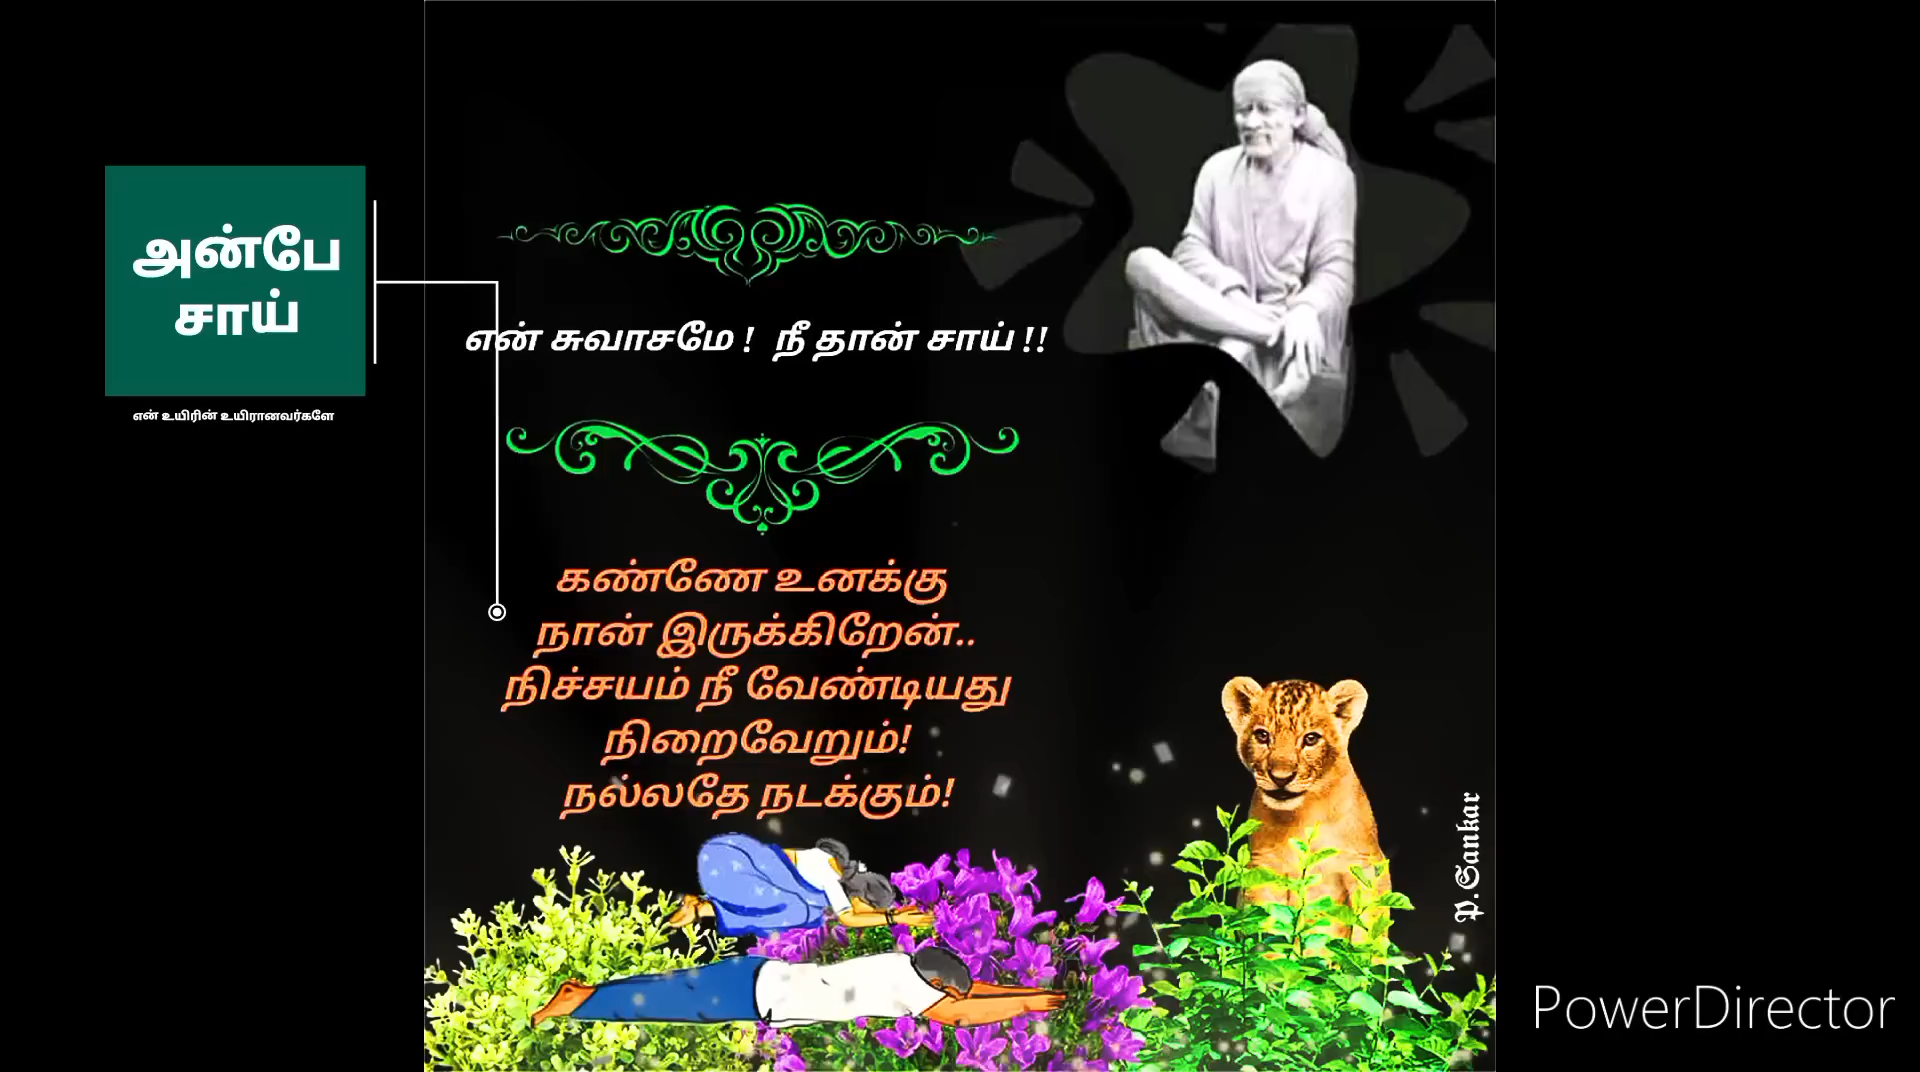 அன்பே
சாய்
என் உயிரின் உயிரானவர்களே
என் சுவாசமே ! நீ தான் சாய் !!
கண்ணே உனக்கு
நான் இருக்கிறேன்..
நிச்சயம் நீ வேண்டியது
நிறைவேறும்!
நல்லதே நடக்கும்!
P.Sankar
PowerDirector